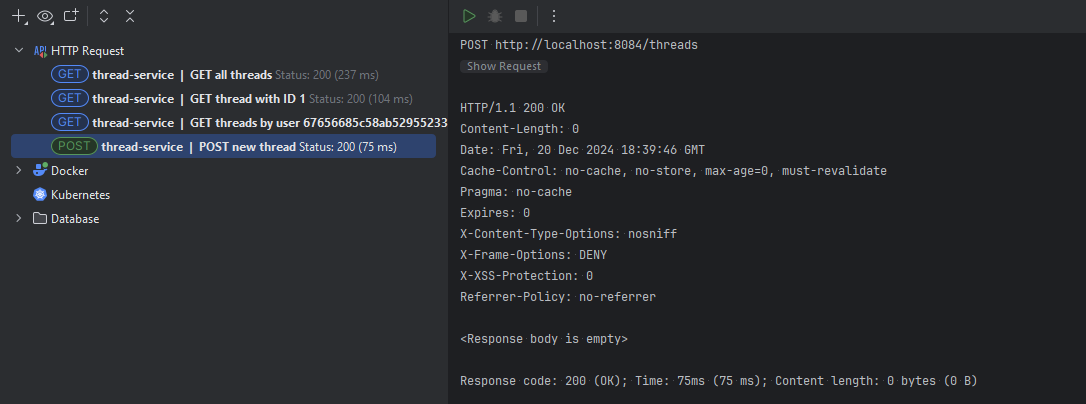 HTTP Request
GET thread-service | GET all threads Status: 200 (237 ms)
GET thread-service | GET thread with ID 1 Status: 200 (104 ms)
GET thread-service | GET threads by user 67656685c58ab52955233
POST thread-service | POST new thread Status: 200 (75 ms)
Docker
Kubernetes
Database
POST http://localhost:8084/threads
Show Request
HTTP/1.1 200 OK
Content-Length: 0
Date: Fri, 20 Dec 2024 18:39:46 GMT
Cache-Control: no-cache, no-store, max-age=0, must-revalidate
Pragma: no-cache
Expires: 0
X-Content-Type-Options: nosniff
X-Frame-Options: DENY
X-XSS-Protection: 0
Referrer-Policy: no-referrer
<Response body is empty>
Response code: 200 (OK); Time: 75ms (75 ms); Content length: 0 bytes (0 B)